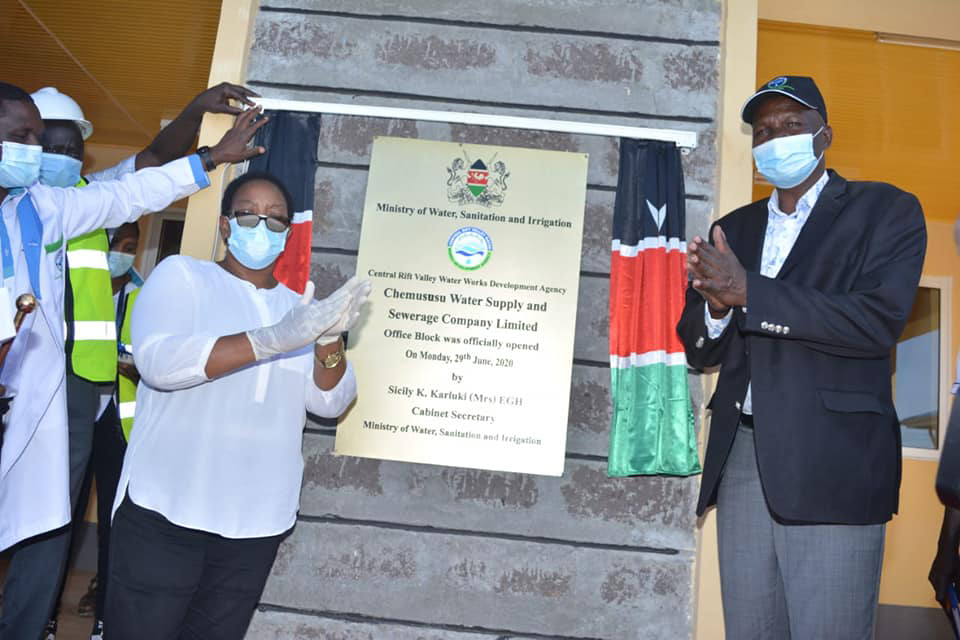 Ministry of Water, Sanitation and Irrigation
Central Rift Valley Water Works Development Agency
Chemususu Water Supply and
Sewerage Company Limited
Office Block was officially opened
On Monday, 29th June, 2020
by
Sicily K. Kariuki (Mrs) EGH
Cabinet Secretary
Ministry of Water, Sanitation and Irrigation